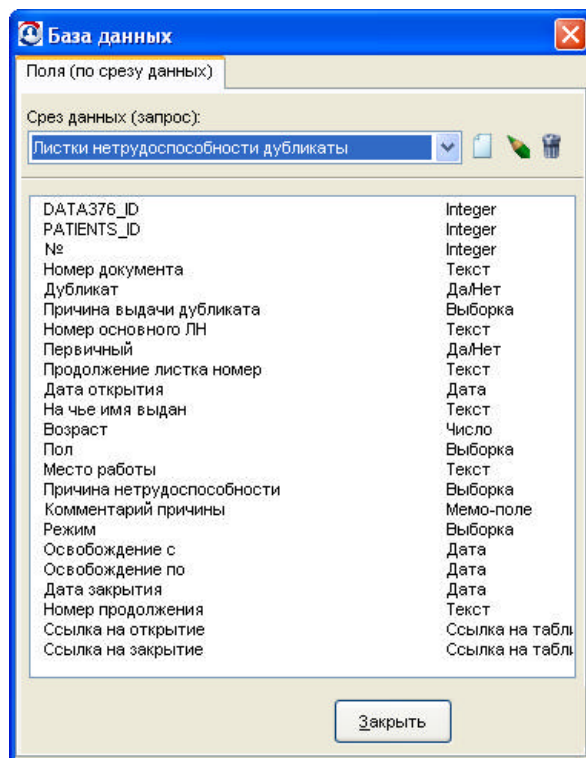 База данных
Поля (по срезу данных)
Срез данных (запрос):
Листки нетрудоспособности дубликаты
DATA376_ID Integer
PATIENTS_ID Integer
№ Integer
Номер документа Текст
Дубликат Да/Нет
Причина выдачи дубликата Выборка
Номер основного ЛН Текст
Первичный Да/Нет
Продолжение листка номер Текст
Дата открытия Дата
На чье имя выдан Текст
Возраст Число
Пол Выборка
Место работы Текст
Причина нетрудоспособности Выборка
Комментарий причины Мемо-поле
Режим Выборка
Освобождение с Дата
Освобождение по Дата
Дата закрытия Дата
Номер продолжения Текст
Ссылка на открытие Ссылка на табли
Ссылка на закрытие Ссылка на табли
Закрыть